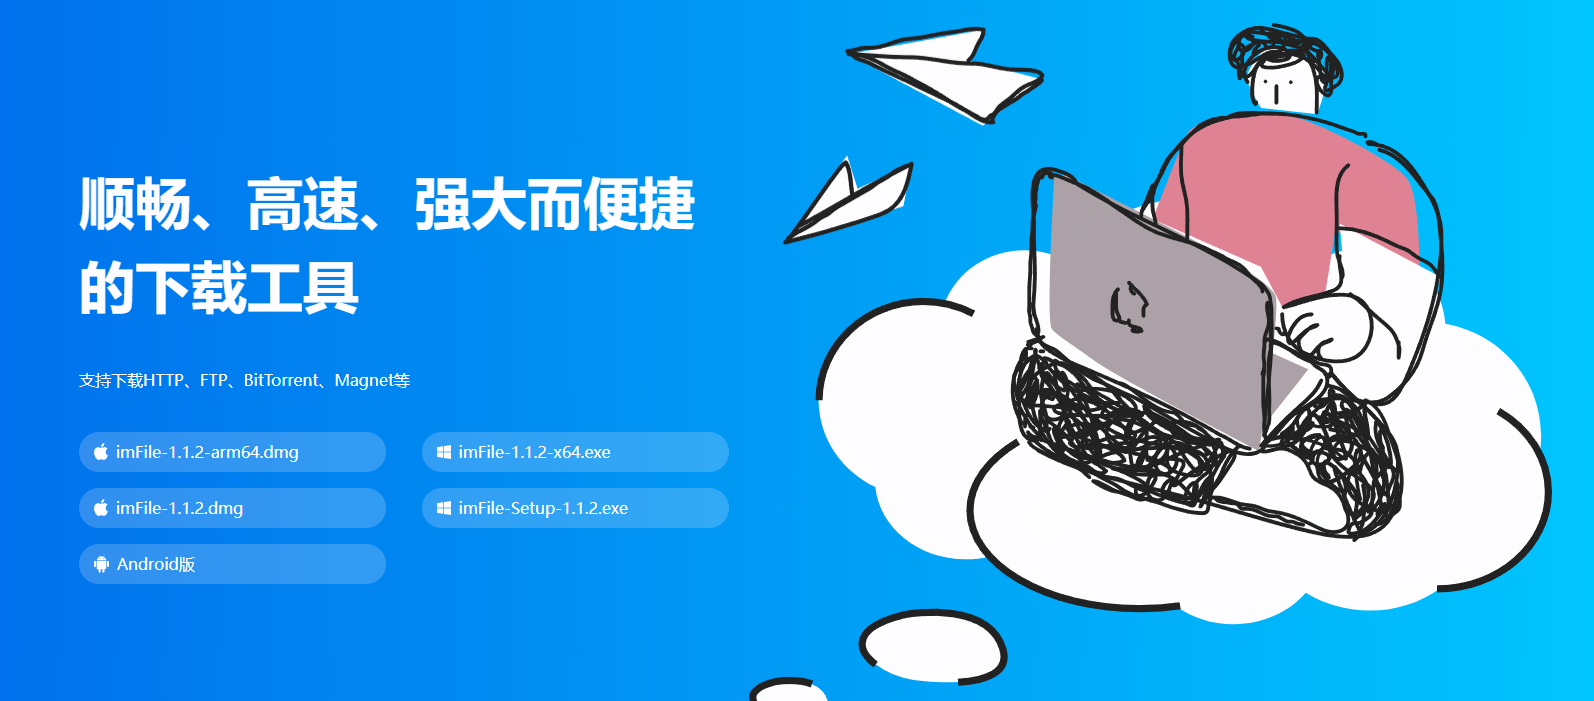 顺畅、高速、强大而便捷
的下载工具
支持下载HTTP、FTP、BitTorrent、Magnet等
imFile-1.1.2-arm64.dmg
imFile-1.1.2-x64.exe
imFile-1.1.2.dmg
imFile-Setup-1.1.2.exe
Android版